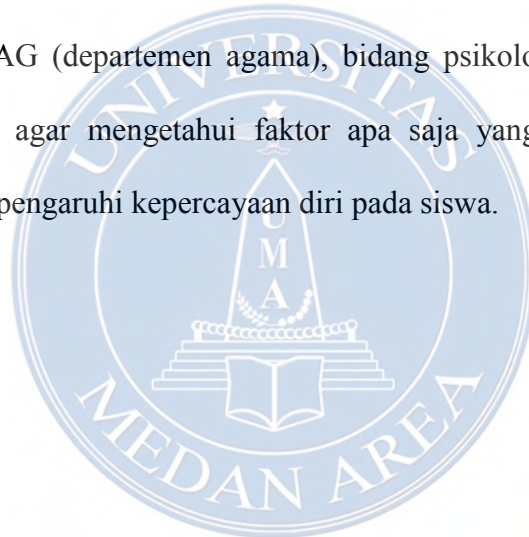 AG (departemen agama), bidang psikolo
agar mengetahui faktor apa saja yang
pengaruhi kepercayaan diri pada siswa.
UNIVERSITAS
UMA
MEDAN AREA